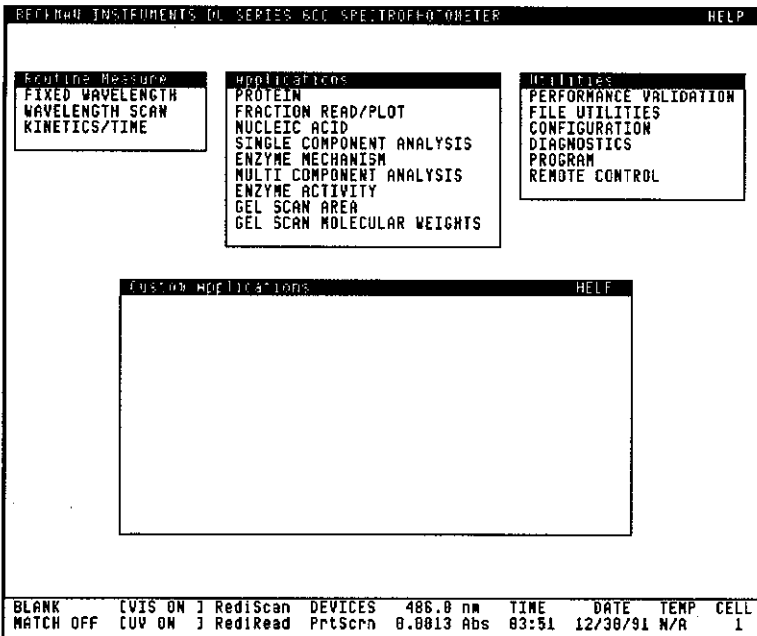 BECKMAN INSTRUMENTS DU SERIES 600 SPECTROPHOTOMETER HELP
Routine Measure
FIXED WAVELENGTH
WAVELENGTH SCAN
KINETICS/TIME
Applications
PROTEIN
FRACTION READ/PLOT
NUCLEIC ACID
SINGLE COMPONENT ANALYSIS
ENZYME MECHANISM
MULTI COMPONENT ANALYSIS
ENZYME ACTIVITY
GEL SCAN AREA
GEL SCAN MOLECULAR WEIGHTS
Utilities
PERFORMANCE VALIDATION
FILE UTILITIES
CONFIGURATION
DIAGNOSTICS
PROGRAM
REMOTE CONTROL
Custom Applications HELP
BLANK [VIS ON ] RediScan DEVICES 486.0 nm TIME DATE TEMP CELL
MATCH OFF [UV ON ] RediRead PrtScrn 0.0013 Abs 03:51 12/30/91 N/A 1